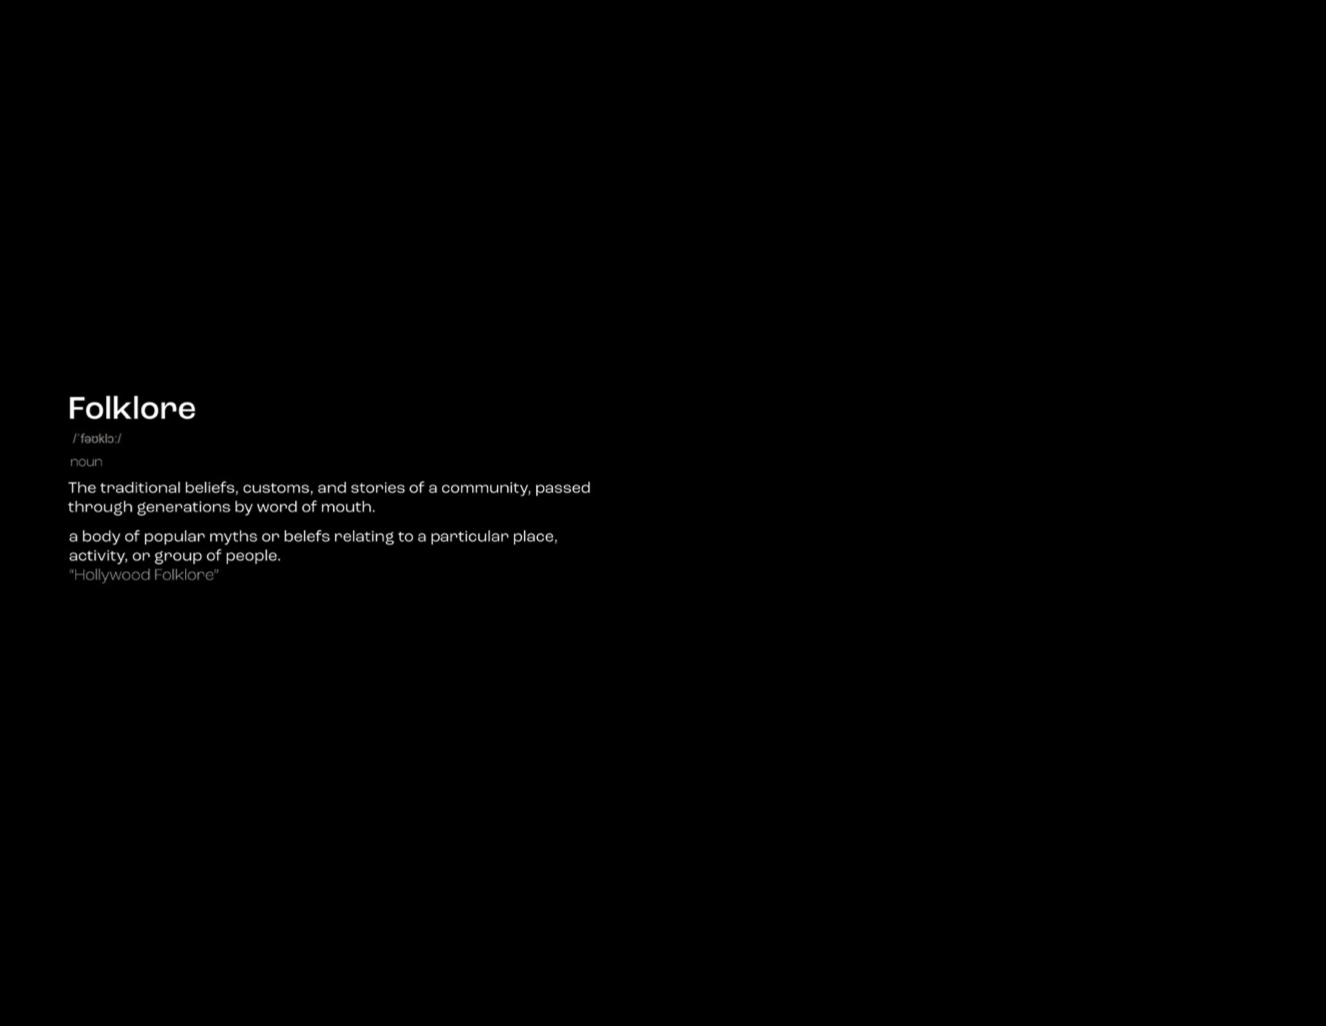 Folklore
/ˈfəʊklɔː/
noun
The traditional beliefs, customs, and stories of a community, passed
through generations by word of mouth.
a body of popular myths or belefs relating to a particular place,
activity, or group of people.
“Hollywood Folklore”